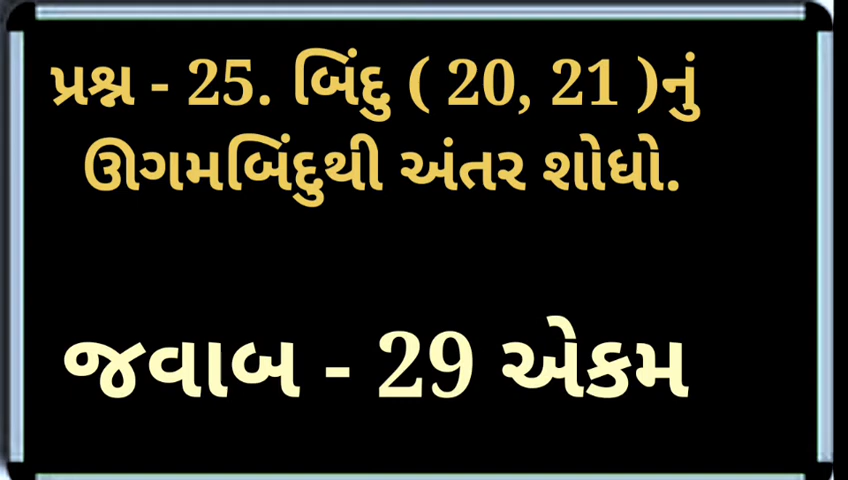 પ્રશ્ન - 25. બિંદુ ( 20, 21 )નું
ઊગમબિંદુથી અંતર શોધો.
જવાબ - 29 એકમ